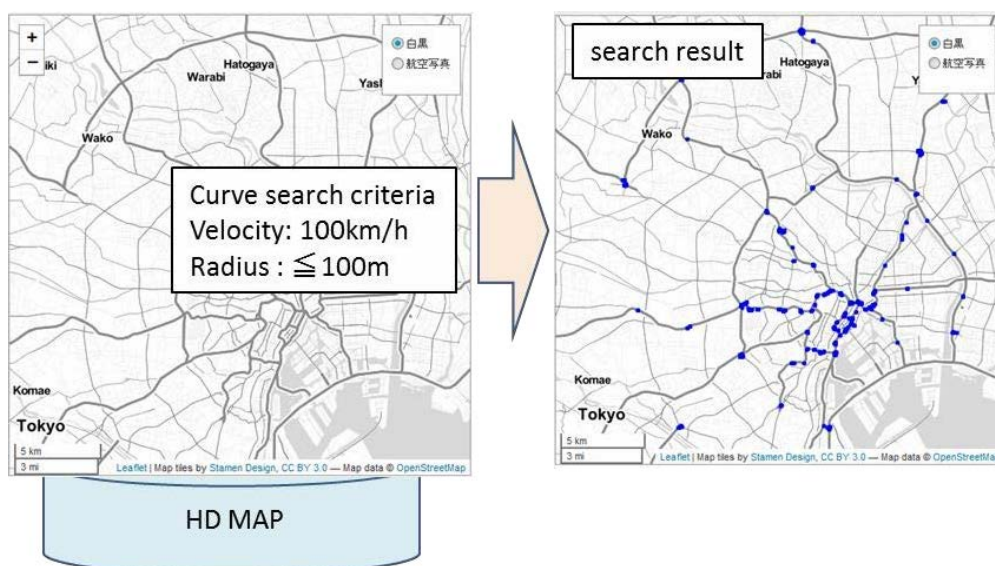 +
−
iki
Hatogaya
Warabi
Yasl
Wako
白黒
航空写真
Curve search criteria
Velocity: 100km/h
Radius : ≦100m
Komae
Tokyo
5 km
3 mi
Leaflet | Map tiles by Stamen Design, CC BY 3.0 — Map data © OpenStreetMap
HD MAP
search result
Hatogaya
rabi
Y
Wako
白黒
航空写真
Komae
Tokyo
5 km
3 mi
Leaflet | Map tiles by Stamen Design, CC BY 3.0 — Map data © OpenStreetMap